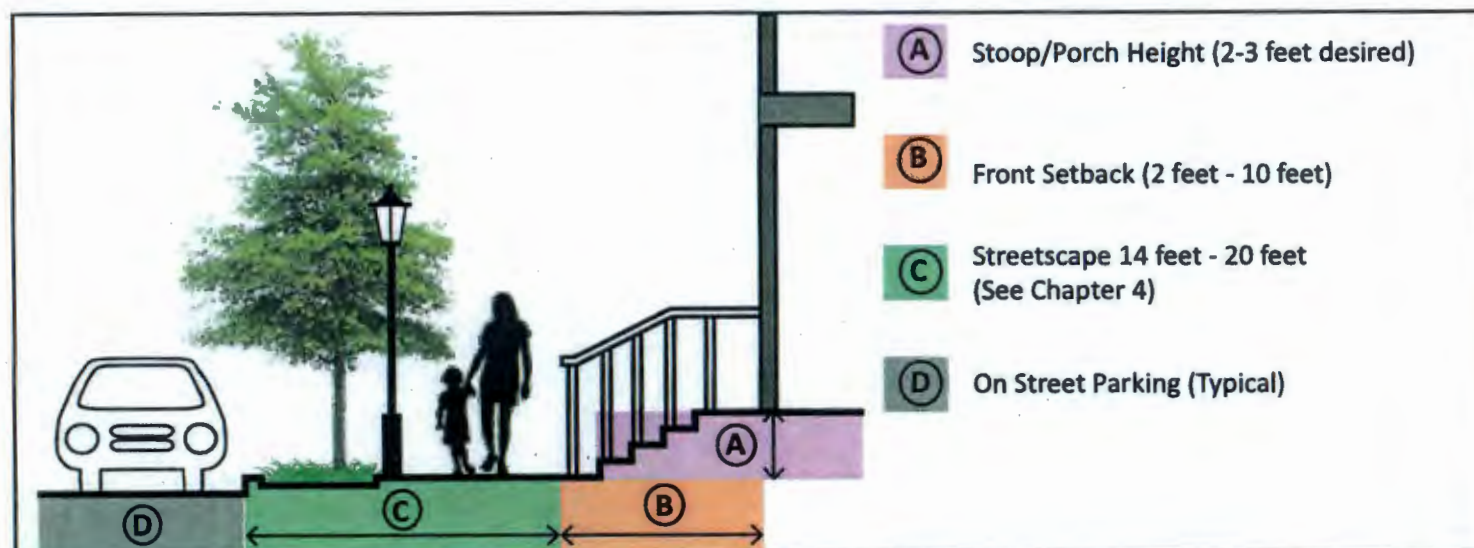 A Stoop/Porch Height (2-3 feet desired)
B Front Setback (2 feet - 10 feet)
C Streetscape 14 feet - 20 feet
(See Chapter 4)
D On Street Parking (Typical)
A
D C B